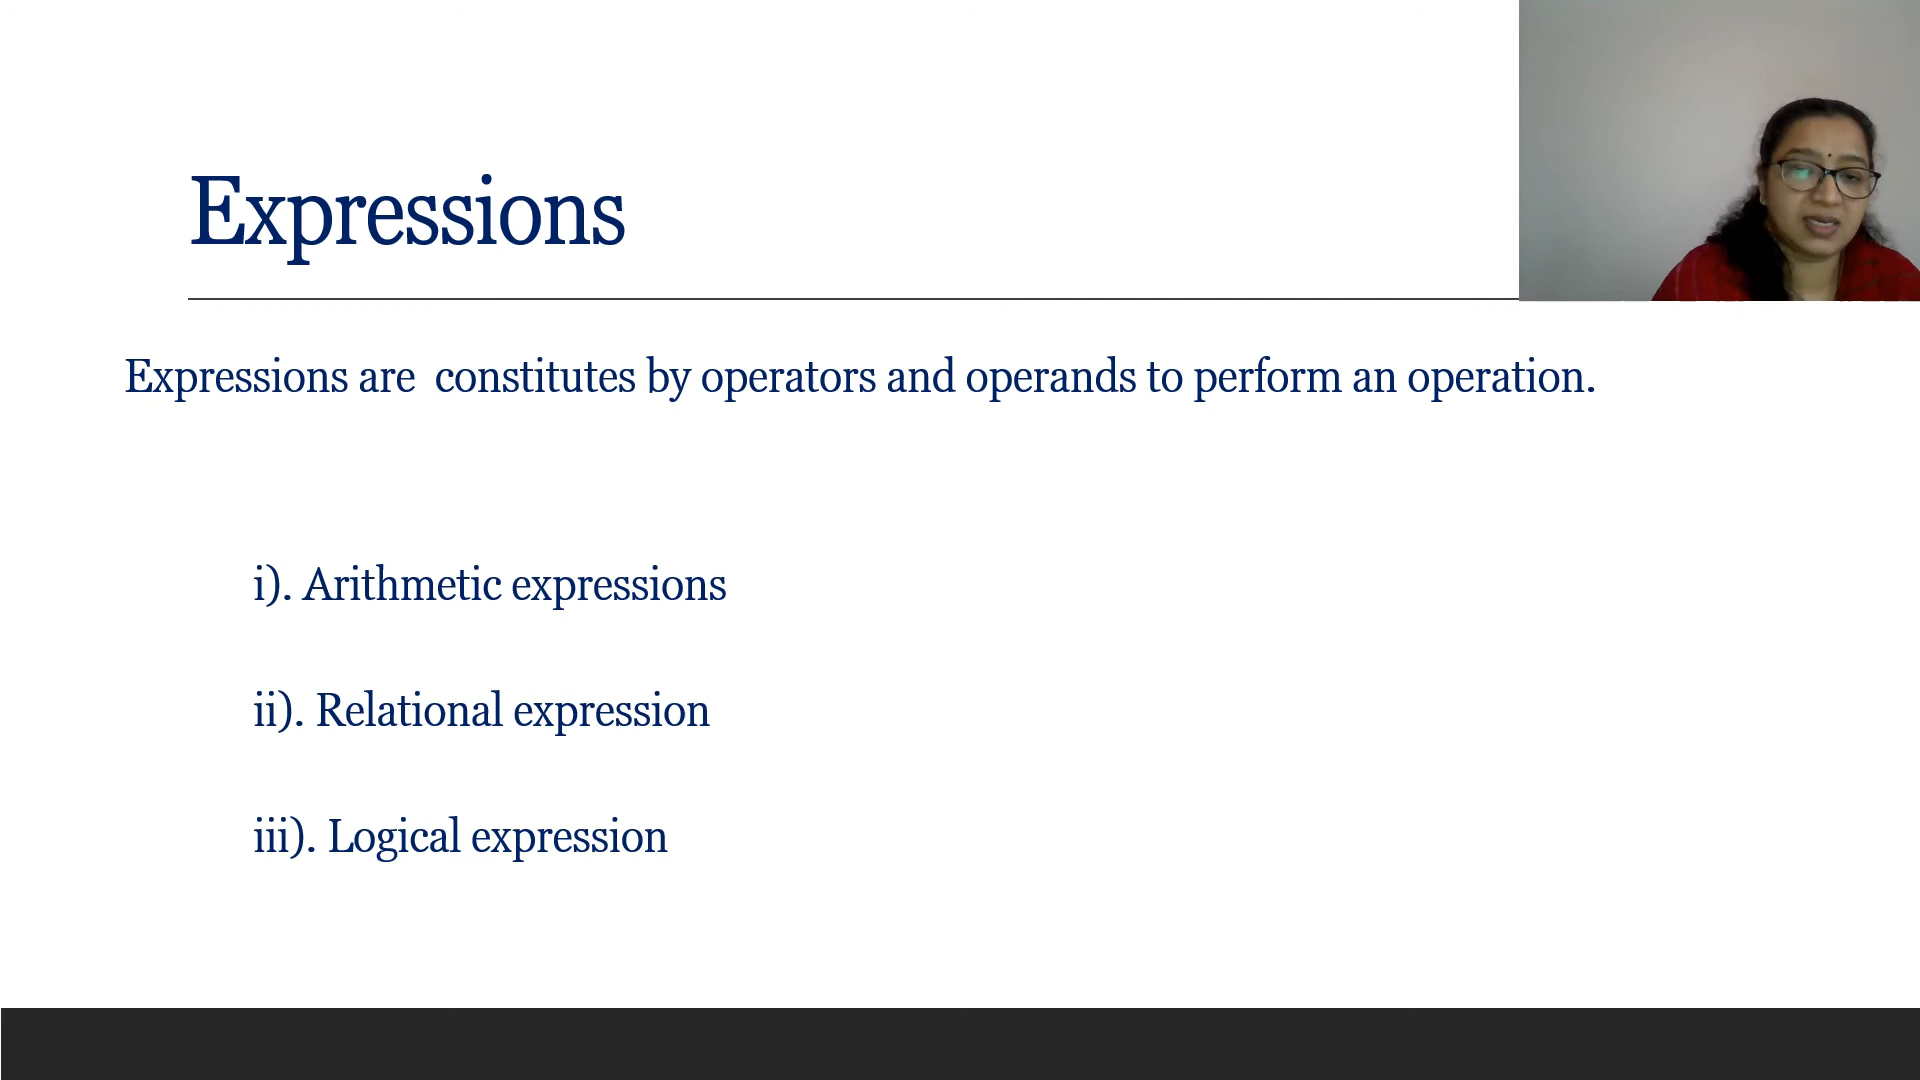 Expressions
Expressions are  constitutes by operators and operands to perform an operation.
i). Arithmetic expressions
ii). Relational expression
iii). Logical expression